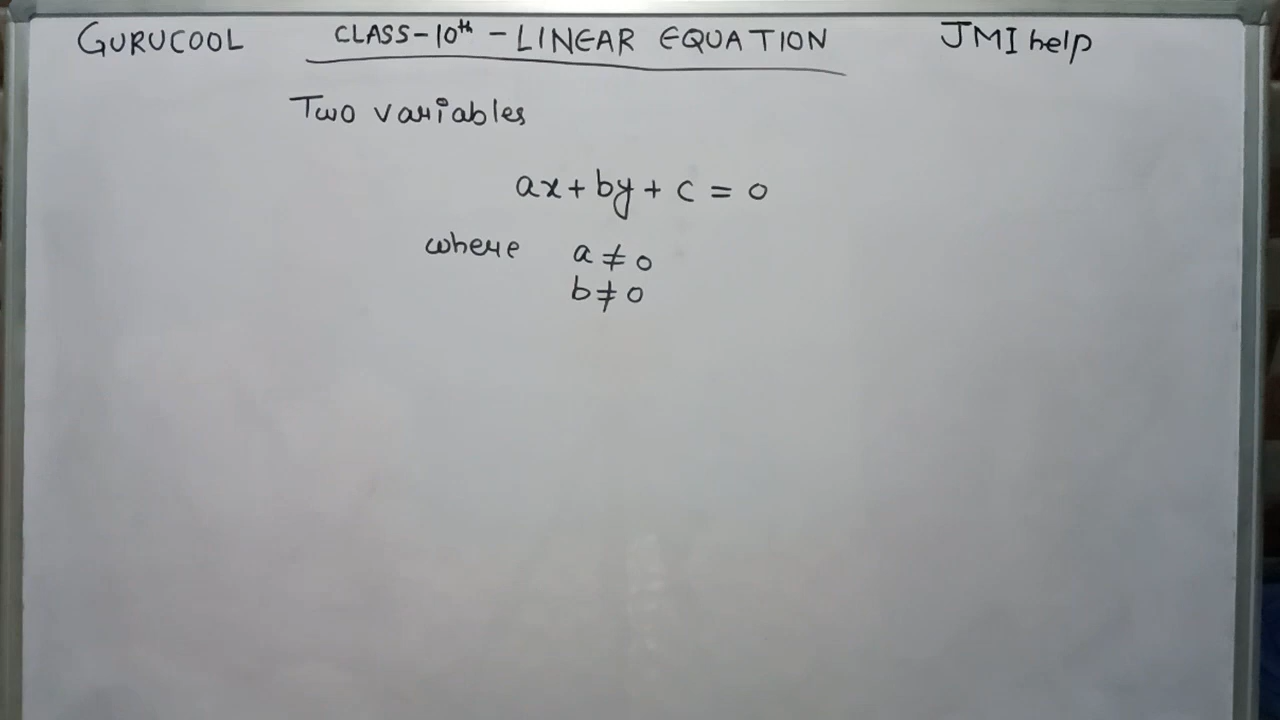 GURUCOOL CLASS-10th - LINEAR EQUATION JMI help
Two variables
ax + by + c = 0
where a ≠ 0
b ≠ 0